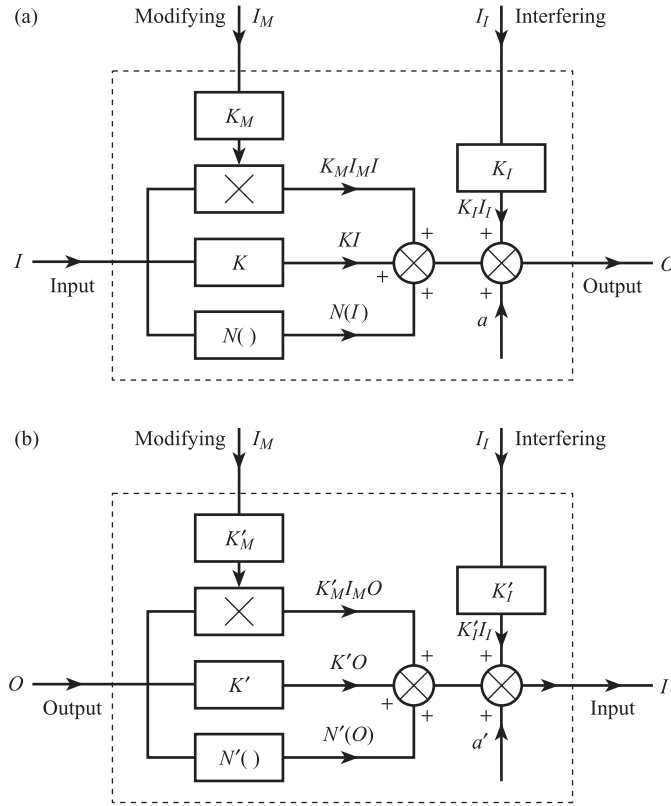 (a)
Modifying I_M
I_I Interfering
K_M
K_I
K_M I_M I
K_I I_I
I
Input
K
KI
+
+
+
+
+
O
Output
N( )
N(I)
a
(b)
Modifying I_M
I_I Interfering
K′_M
K′_I
K′_M I_M O
K′_I I_I
O
Output
K′
K′O
+
+
+
+
+
I
Input
N′( )
N′(O)
a′